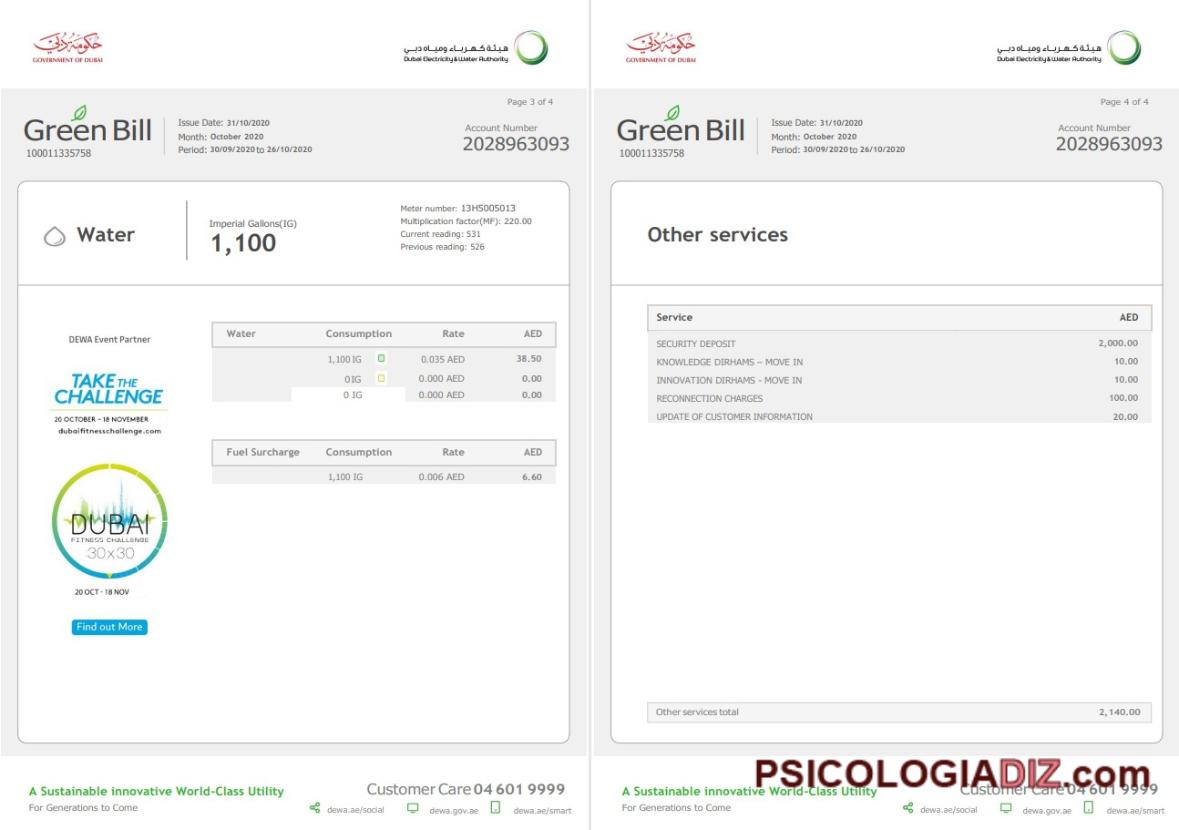 حكومة دبي
GOVERNMENT OF DUBAI
هيئة كهرباء ومياه دبي
Dubai Electricity&Water Authority
Page 3 of 4
Green Bill
100011335758
Issue Date: 31/10/2020
Month: October 2020
Period: 30/09/2020 to 26/10/2020
Account Number
2028963093
Water
Imperial Gallons(IG)
1,100
Meter number: 13HS005013
Multiplication factor(MF): 220.00
Current reading: 531
Previous reading: 526
DEWA Event Partner
TAKE THE
CHALLENGE
20 OCTOBER - 18 NOVEMBER
dubaifitnesschallenge.com
DUBAI
FITNESS CHALLENGE
30x30
20 OCT - 18 NOV
Find out More
Water Consumption Rate AED
1,100 IG 0.035 AED 38.50
0 IG 0.000 AED 0.00
0 IG 0.000 AED 0.00
Fuel Surcharge Consumption Rate AED
1,100 IG 0.006 AED 6.60
A Sustainable innovative World-Class Utility
For Generations to Come
Customer Care 04 601 9999
dewa.ae/social dewa.gov.ae dewa.ae/smart
حكومة دبي
GOVERNMENT OF DUBAI
هيئة كهرباء ومياه دبي
Dubai Electricity&Water Authority
Page 4 of 4
Green Bill
100011335758
Issue Date: 31/10/2020
Month: October 2020
Period: 30/09/2020 to 26/10/2020
Account Number
2028963093
Other services
Service AED
SECURITY DEPOSIT 2,000.00
KNOWLEDGE DIRHAMS – MOVE IN 10.00
INNOVATION DIRHAMS - MOVE IN 10.00
RECONNECTION CHARGES 100.00
UPDATE OF CUSTOMER INFORMATION 20.00
Other services total 2,140.00
PSICOLOGIADIZ.com
A Sustainable innovative World-Class Utility
For Generations to Come
Customer Care 04 601 9999
dewa.ae/social dewa.gov.ae dewa.ae/smart